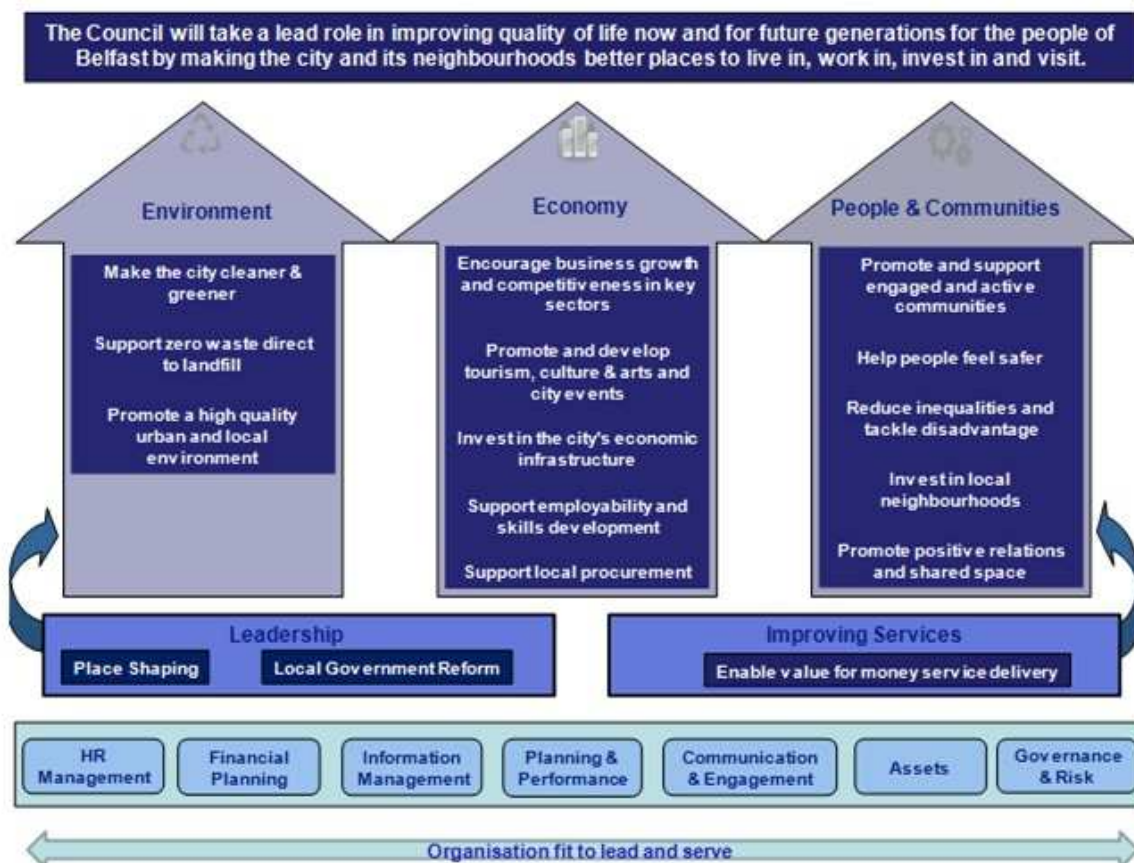 The Council will take a lead role in improving quality of life now and for future generations for the people of
Belfast by making the city and its neighbourhoods better places to live in, work in, invest in and visit.
Environment
Make the city cleaner &
greener
Support zero waste direct
to landfill
Promote a high quality
urban and local
environment
Economy
Encourage business growth
and competitiveness in key
sectors
Promote and develop
tourism, culture & arts and
city events
Invest in the city's economic
infrastructure
Support employability and
skills development
Support local procurement
People & Communities
Promote and support
engaged and active
communities
Help people feel safer
Reduce inequalities and
tackle disadvantage
Invest in local
neighbourhoods
Promote positive relations
and shared space
Leadership
Place Shaping
Local Government Reform
Improving Services
Enable value for money service delivery
HR
Management
Financial
Planning
Information
Management
Planning &
Performance
Communication
& Engagement
Assets
Governance
& Risk
Organisation fit to lead and serve